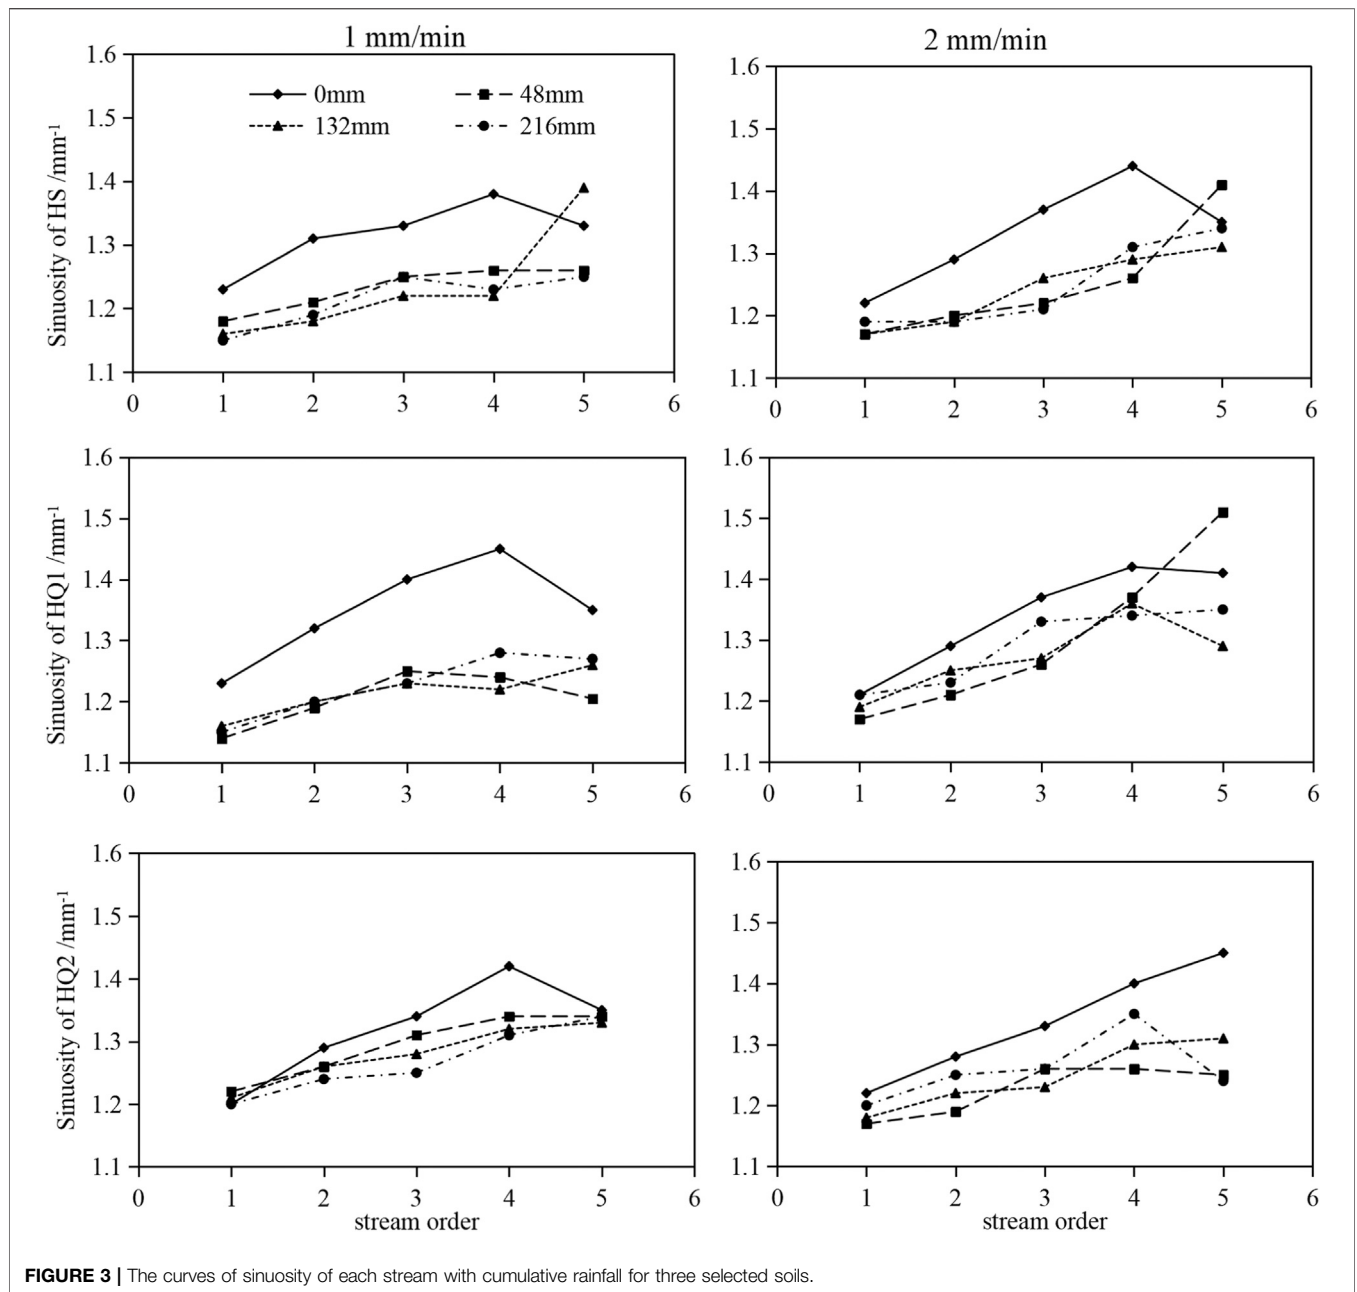 1 mm/min
2 mm/min
1.6
1.5
1.4
1.3
1.2
1.1
0 1 2 3 4 5 6
Sinuosity of HS /mm-1
0mm 48mm
132mm 216mm
1.6
1.5
1.4
1.3
1.2
1.1
0 1 2 3 4 5 6
1.6
1.5
1.4
1.3
1.2
1.1
0 1 2 3 4 5 6
Sinuosity of HQ1 /mm-1
1.6
1.5
1.4
1.3
1.2
1.1
0 1 2 3 4 5 6
1.6
1.5
1.4
1.3
1.2
1.1
0 1 2 3 4 5 6
Sinuosity of HQ2 /mm-1
stream order
1.6
1.5
1.4
1.3
1.2
1.1
0 1 2 3 4 5 6
stream order
FIGURE 3 | The curves of sinuosity of each stream with cumulative rainfall for three selected soils.